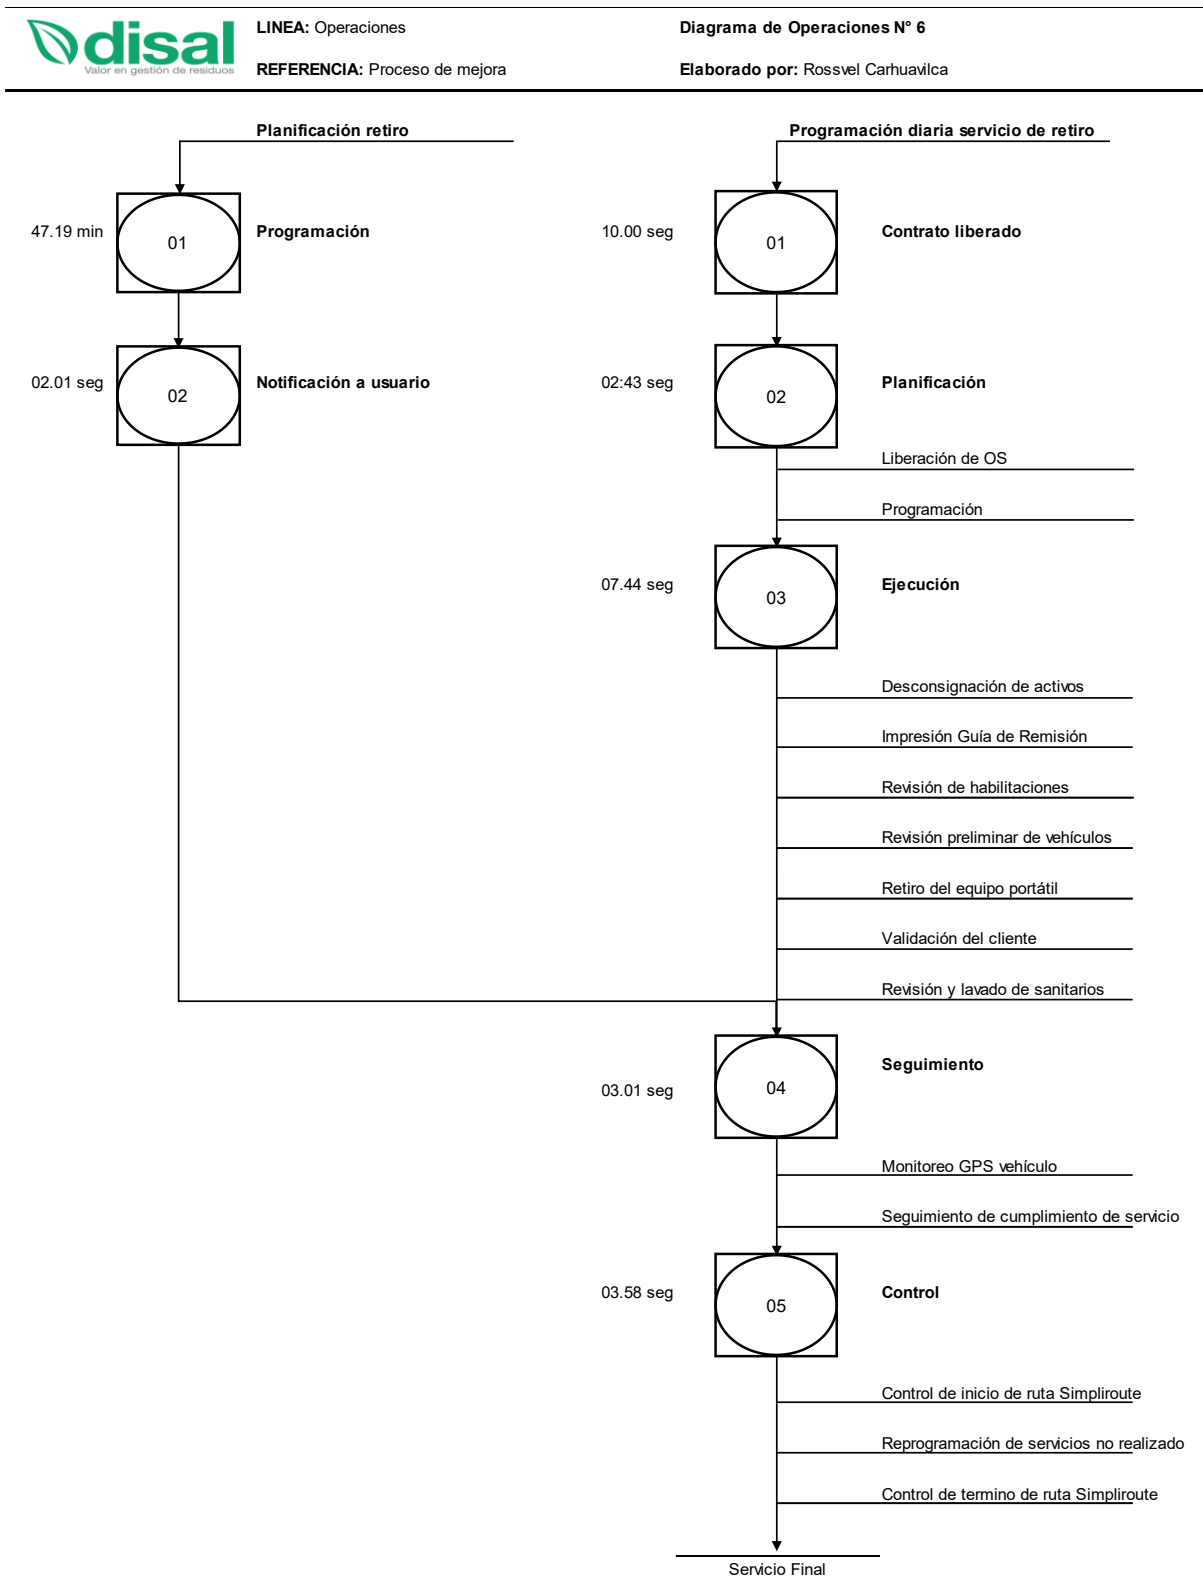 disal
Valor en gestión de residuos
LINEA: Operaciones
Diagrama de Operaciones N° 6
REFERENCIA: Proceso de mejora
Elaborado por: Rossvel Carhuavilca
Planificación retiro
Programación diaria servicio de retiro
47.19 min
01
Programación
10.00 seg
01
Contrato liberado
02.01 seg
02
Notificación a usuario
02:43 seg
02
Planificación
Liberación de OS
Programación
07.44 seg
03
Ejecución
Desconsignación de activos
Impresión Guía de Remisión
Revisión de habilitaciones
Revisión preliminar de vehículos
Retiro del equipo portátil
Validación del cliente
Revisión y lavado de sanitarios
03.01 seg
04
Seguimiento
Monitoreo GPS vehículo
Seguimiento de cumplimiento de servicio
03.58 seg
05
Control
Control de inicio de ruta Simpliroute
Reprogramación de servicios no realizado
Control de termino de ruta Simpliroute
Servicio Final